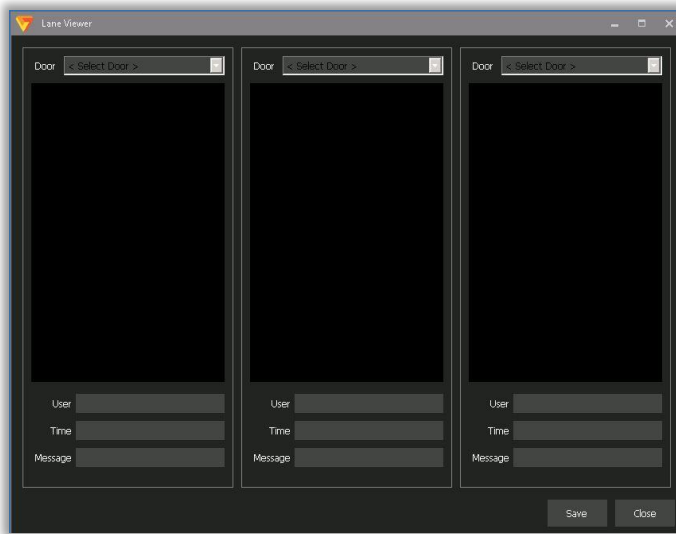 Lane Viewer
Door < Select Door > Door < Select Door > Door < Select Door >
User User User
Time Time Time
Message Message Message
Save Close